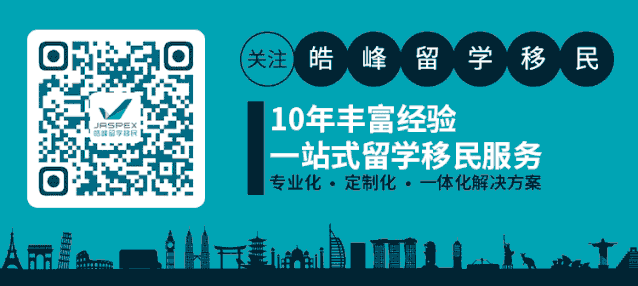 JASPEX
皓峰留学移民
关注皓峰留学移民
10年丰富经验
一站式留学移民服务
专业化 • 定制化 • 一体化解决方案